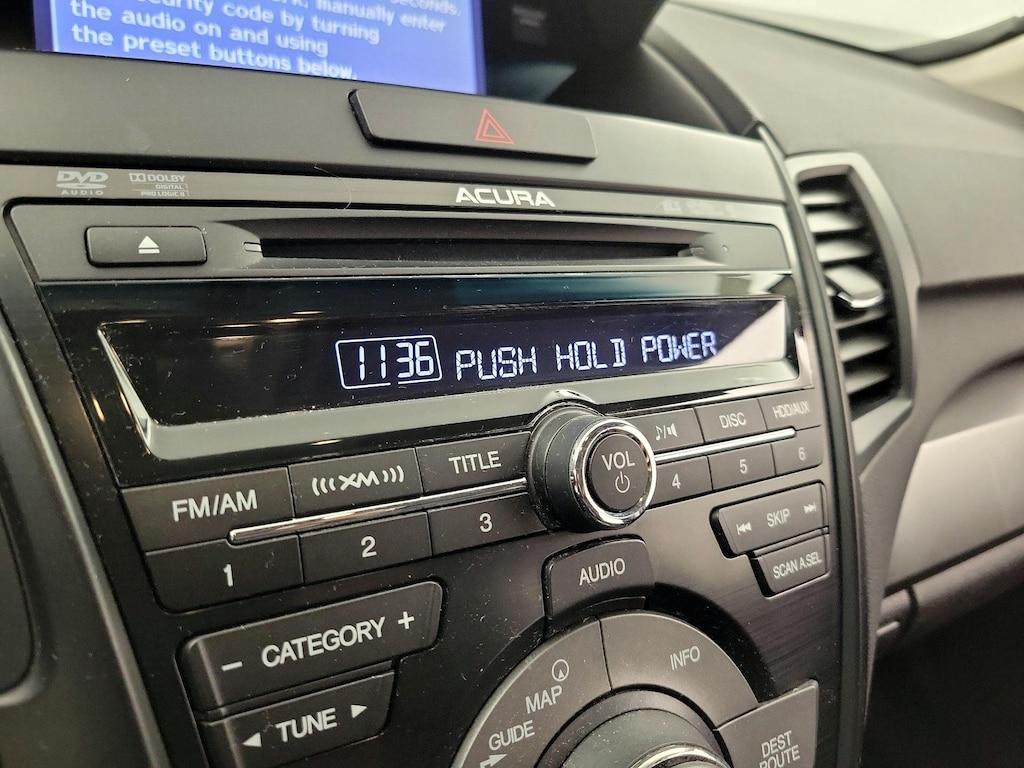 manually enter
security code by turning
the audio on and using
the preset buttons below.
DVD
AUDIO
DOLBY
DIGITAL
PRO LOGIC II
ACURA
1136 PUSH HOLD POWER
FM/AM
XM
TITLE
VOL
DISC
HDD/AUX
1
2
3
4
5
6
SKIP
SCAN A.SEL
AUDIO
- CATEGORY +
TUNE
MAP
GUIDE
INFO
DEST
ROUTE